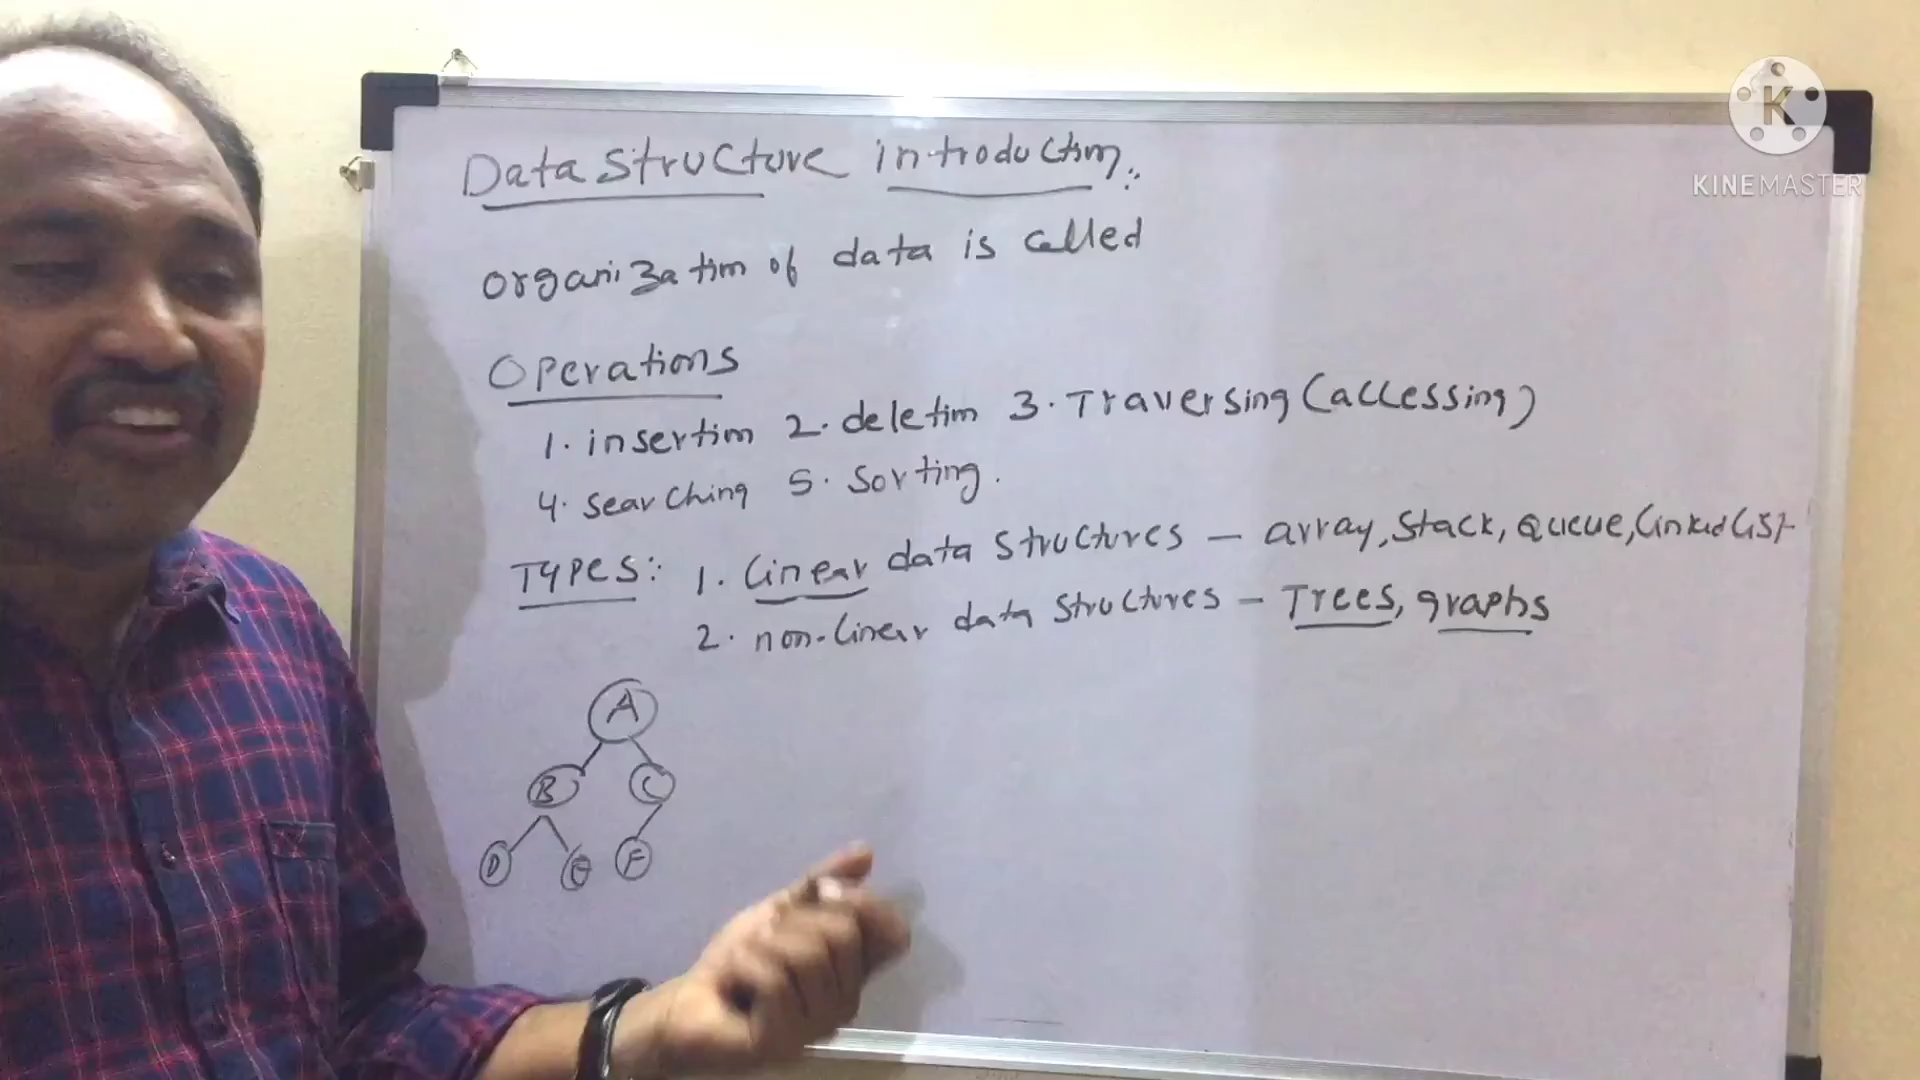 Data Structure introduction:
organization of data is called
Operations
1. insertion 2. deletion 3. Traversing (accessing)
4. searching 5. Sorting.
Types: 1. Linear data structures – array, Stack, Queue, Linked List
2. non-linear data structures – Trees, graphs
A
B C
D E F
K
KINEMASTER